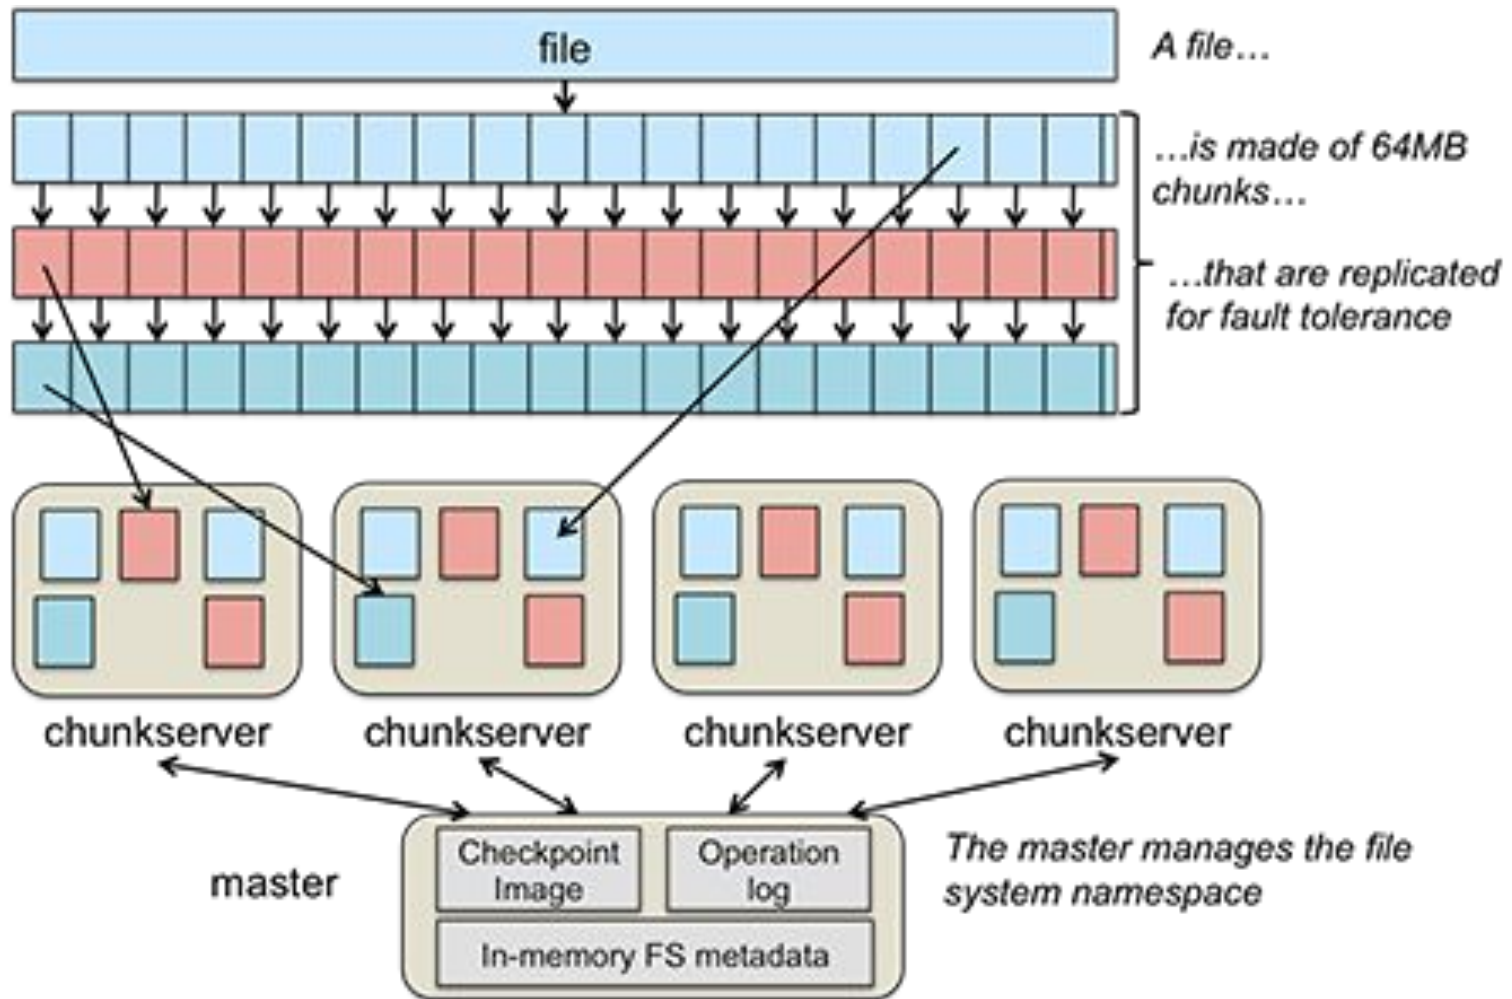 file
A file…
…is made of 64MB
chunks…
…that are replicated
for fault tolerance
chunkserver
chunkserver
chunkserver
chunkserver
master
Checkpoint
Image
Operation
log
In-memory FS metadata
The master manages the file
system namespace